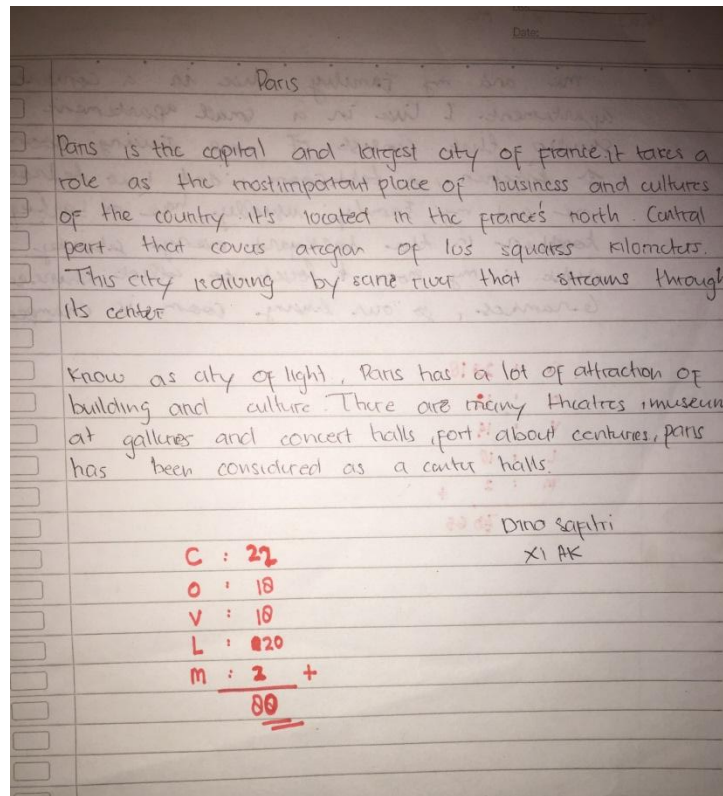 Date:
Paris
Paris is the capital and largest city of france.it takes a
role as the most important place of business and cultures
of the country. it's located in the france's north. Central
part that covers aregian of 105 squarss kilometers.
This city is diving by sane river that streams through
its center
Know as city of light, Paris has a lot of attraction of
building and culture. There are many theatres, museum
at galleries and concert halls, fort about centuries, paris
has been considered as a center halls.
Dino Safitri
XI AK
C : 22
O : 18
V : 18
L : 20
M : 2 +
80